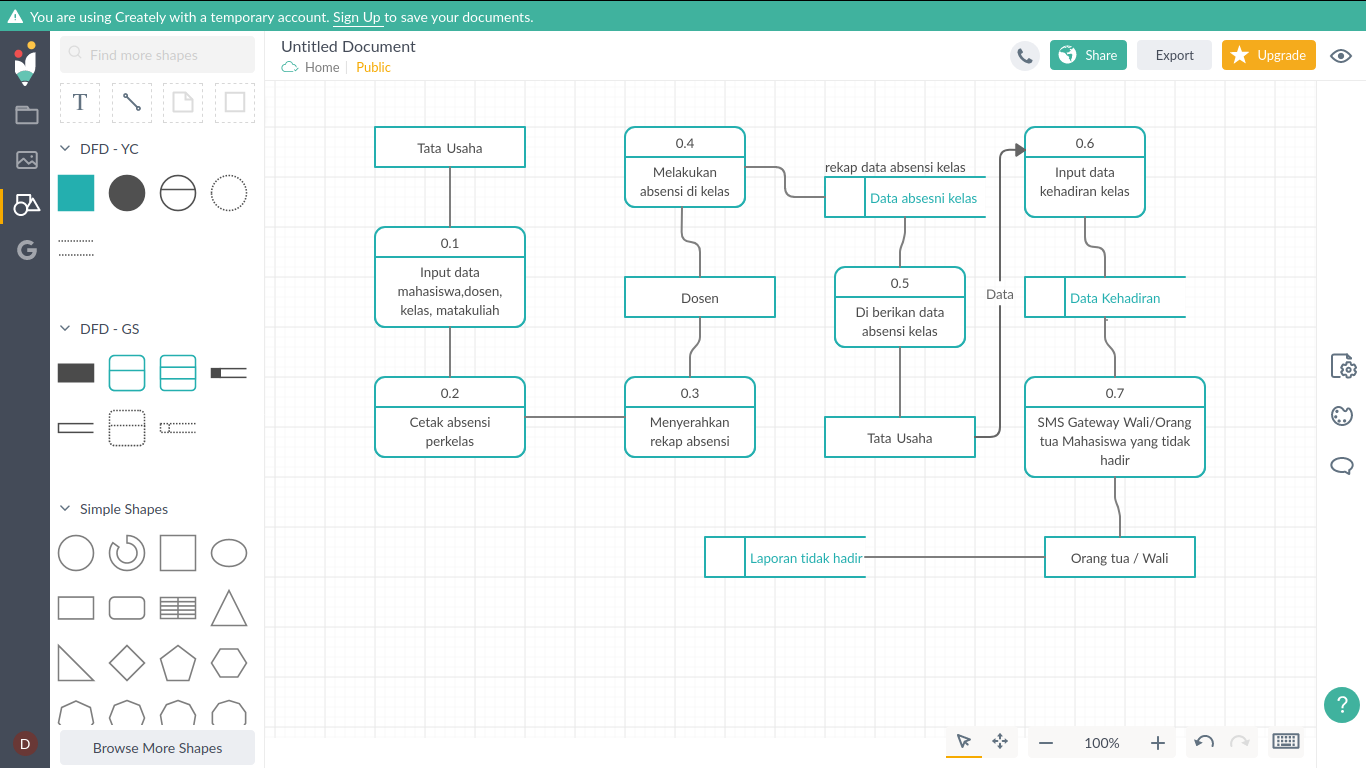 You are using Creately with a temporary account. Sign Up to save your documents.
Find more shapes
T
DFD - YC
DFD - GS
Simple Shapes
Browse More Shapes
D
Untitled Document
Home
Public
Share
Export
Upgrade
Tata Usaha
0.1
Input data
mahasiswa,dosen,
kelas, matakuliah
0.2
Cetak absensi
perkelas
0.4
Melakukan
absensi di kelas
Dosen
0.3
Menyerahkan
rekap absensi
rekap data absensi kelas
Data absesni kelas
0.5
Di berikan data
absensi kelas
Tata Usaha
Data
0.6
Input data
kehadiran kelas
Data Kehadiran
0.7
SMS Gateway Wali/Orang
tua Mahasiswa yang tidak
hadir
Laporan tidak hadir
Orang tua / Wali
100%
?